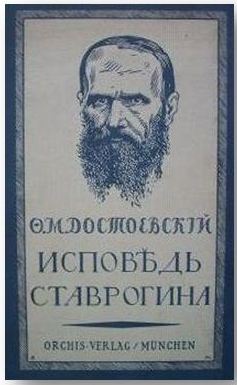 Ѳ.М.ДОСТОЕВСКІЙ
ИСПОВѢДЬ
СТАВРОГИНА
ORCHIS-VERLAG / MÜNCHEN